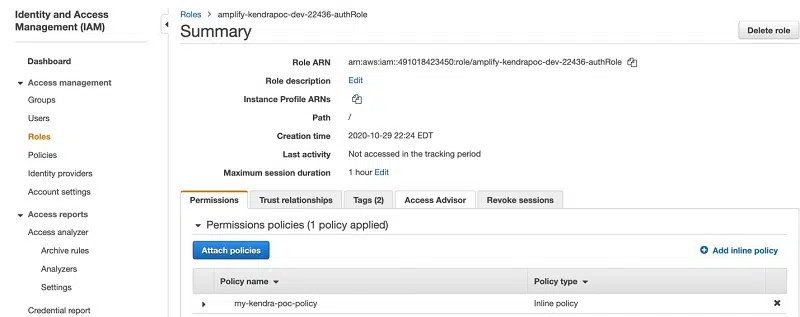 Identity and Access
Management (IAM)
Dashboard
Access management
Groups
Users
Roles
Policies
Identity providers
Account settings
Access reports
Access analyzer
Archive rules
Analyzers
Settings
Credential report
Roles > amplify-kendrapoc-dev-22436-authRole
Summary
Delete role
Role ARN arn:aws:iam::491018423450:role/amplify-kendrapoc-dev-22436-authRole
Role description Edit
Instance Profile ARNs
Path /
Creation time 2020-10-29 22:24 EDT
Last activity Not accessed in the tracking period
Maximum session duration 1 hour Edit
Permissions Trust relationships Tags (2) Access Advisor Revoke sessions
Permissions policies (1 policy applied)
Attach policies Add inline policy
Policy name Policy type
my-kendra-poc-policy Inline policy